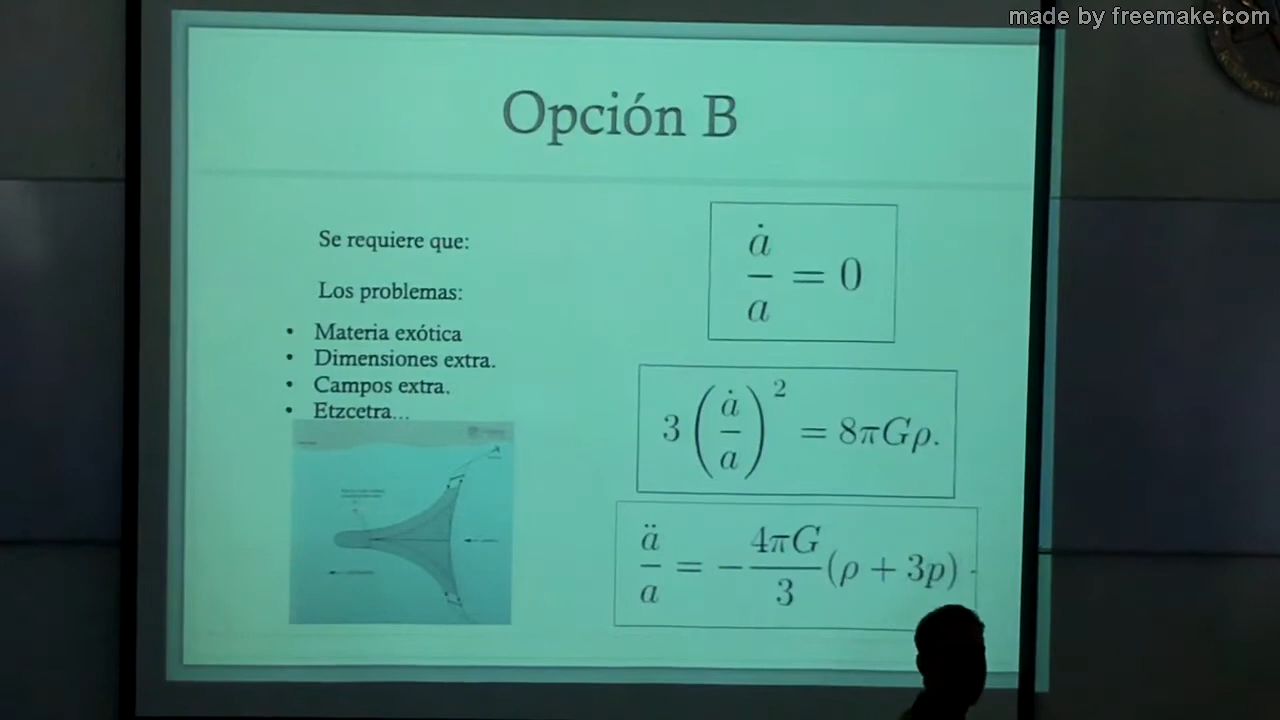 made by freemake.com
Opción B
Se requiere que:
Los problemas:
• Materia exótica
• Dimensiones extra.
• Campos extra.
• Etzcetra...
ȧ/a = 0
3(ȧ/a)² = 8πGρ.
ä/a = −4πG/3(ρ + 3p)